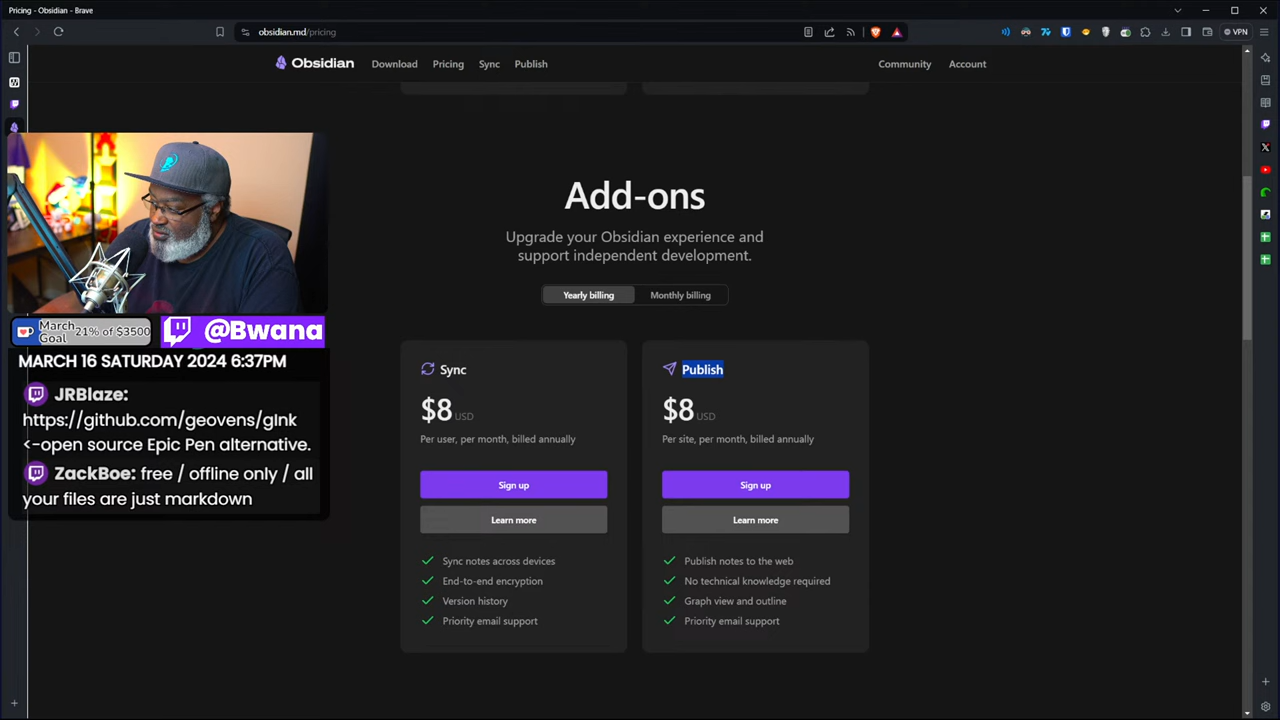 Pricing - Obsidian - Brave
obsidian.md/pricing
VPN
Obsidian
Download
Pricing
Sync
Publish
Community
Account
Add-ons
Upgrade your Obsidian experience and
support independent development.
Yearly billing
Monthly billing
Sync
$8 USD
Per user, per month, billed annually
Sign up
Learn more
Sync notes across devices
End-to-end encryption
Version history
Priority email support
Publish
$8 USD
Per site, per month, billed annually
Sign up
Learn more
Publish notes to the web
No technical knowledge required
Graph view and outline
Priority email support
March
Goal
21% of $3500
@Bwana
MARCH 16 SATURDAY 2024 6:37PM
JRBlaze:
https://github.com/geovens/gInk
<-open source Epic Pen alternative.
ZackBoe: free / offline only / all
your files are just markdown